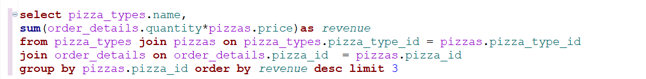 select pizza_types.name,
sum(order_details.quantity*pizzas.price)as revenue
from pizza_types join pizzas on pizza_types.pizza_type_id = pizzas.pizza_type_id
join order_details on order_details.pizza_id  = pizzas.pizza_id
group by pizzas.pizza_id order by revenue desc limit 3